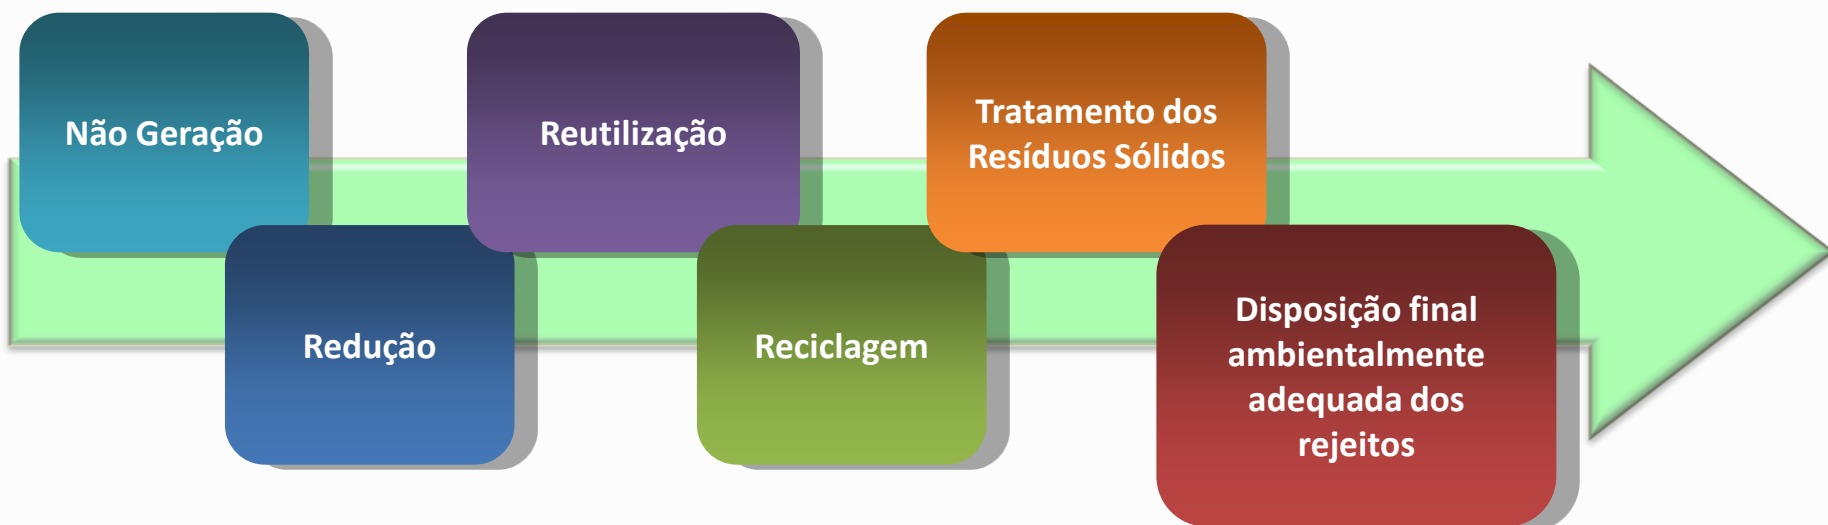 Não Geração
Redução
Reutilização
Reciclagem
Tratamento dos
Resíduos Sólidos
Disposição final
ambientalmente
adequada dos
rejeitos